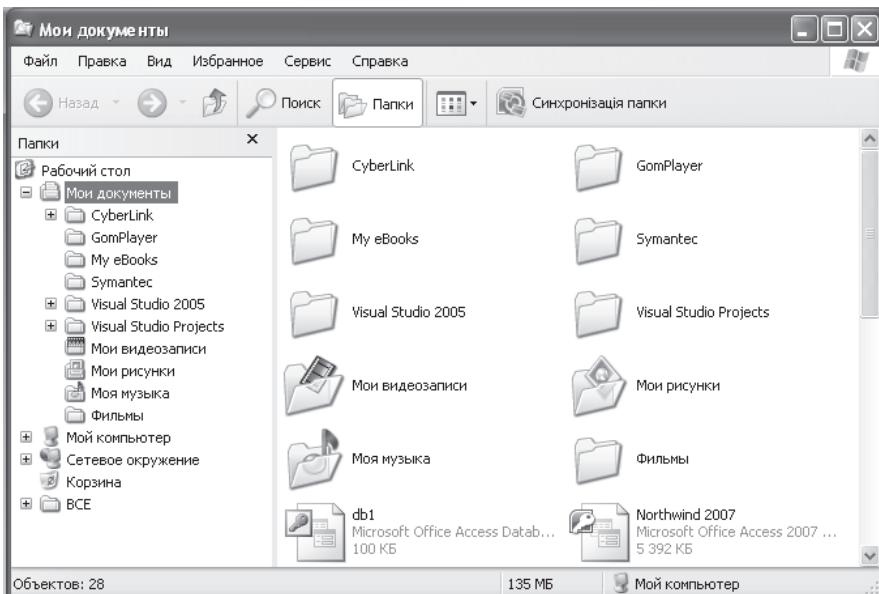 Мои документы
Файл Правка Вид Избранное Сервис Справка
Назад Поиск Папки Синхронізація папки
Папки
Рабочий стол
Мои документы
CyberLink
GomPlayer
My eBooks
Symantec
Visual Studio 2005
Visual Studio Projects
Мои видеозаписи
Мои рисунки
Моя музыка
Фильмы
Мой компьютер
Сетевое окружение
Корзина
ВСЕ
CyberLink GomPlayer
My eBooks Symantec
Visual Studio 2005 Visual Studio Projects
Мои видеозаписи Мои рисунки
Моя музыка Фильмы
db1 Northwind 2007
Microsoft Office Access Datab... Microsoft Office Access 2007 ...
100 КБ 5 392 КБ
Объектов: 28 135 МБ Мой компьютер